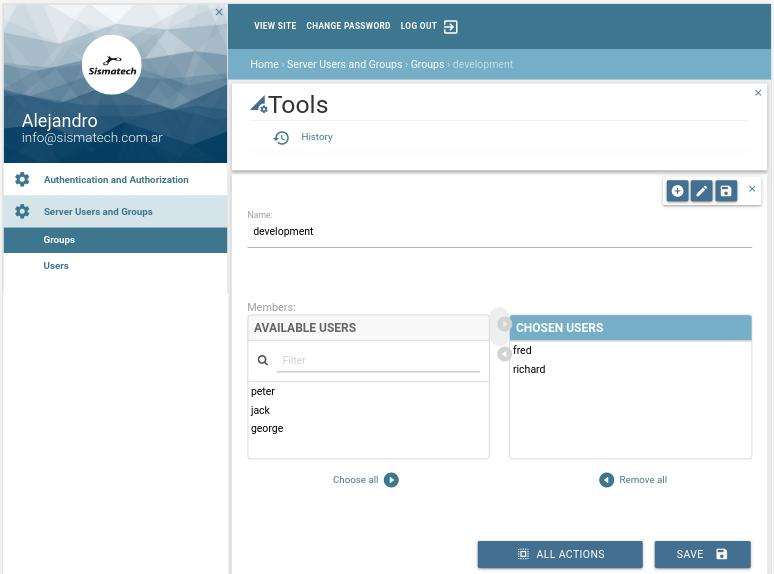 Sismatech
Alejandro
info@sismatech.com.ar
Authentication and Authorization
Server Users and Groups
Groups
Users
VIEW SITE CHANGE PASSWORD LOG OUT
Home › Server Users and Groups › Groups › development
Tools
History
Name:
development
Members:
AVAILABLE USERS
Filter
peter
jack
george
Choose all
CHOSEN USERS
fred
richard
Remove all
ALL ACTIONS
SAVE